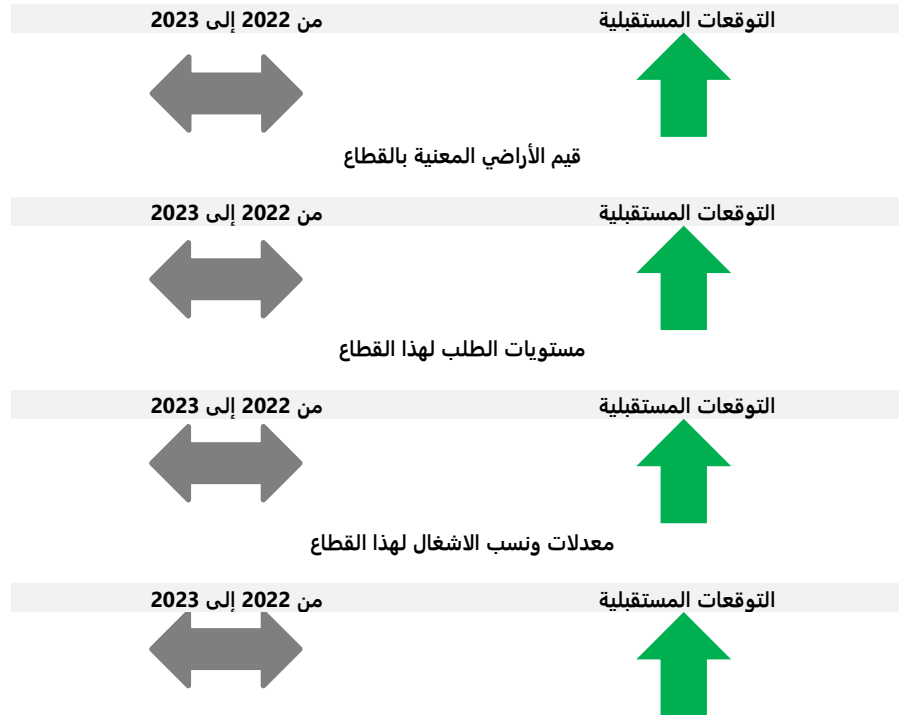 التوقعات المستقبلية من 2022 إلى 2023
قيم الأراضي المعنية بالقطاع
التوقعات المستقبلية من 2022 إلى 2023
مستويات الطلب لهذا القطاع
التوقعات المستقبلية من 2022 إلى 2023
معدلات ونسب الاشغال لهذا القطاع
التوقعات المستقبلية من 2022 إلى 2023